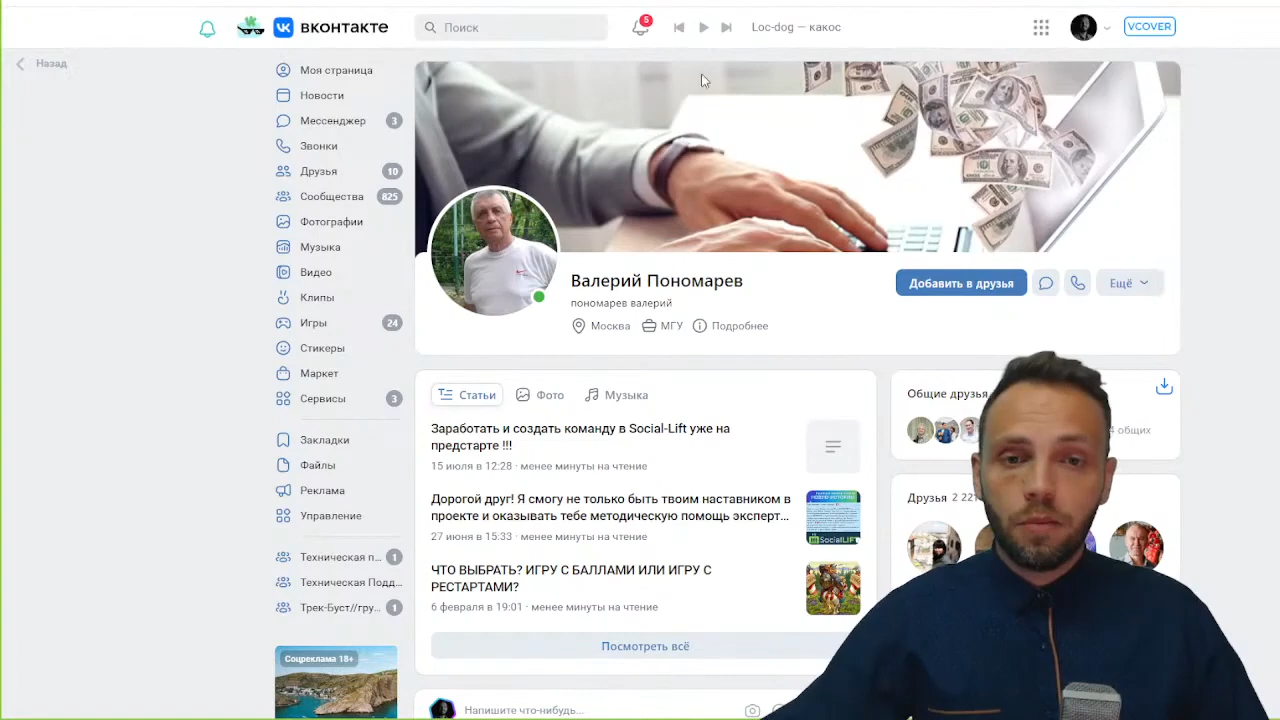 вконтакте
Поиск
5
Loc-dog — какос
VCOVER
Назад
Моя страница
Новости
Мессенджер 3
Звонки
Друзья 10
Сообщества 825
Фотографии
Музыка
Видео
Клипы
Игры 24
Стикеры
Маркет
Сервисы 3
Закладки
Файлы
Реклама
Техническая п... 1
Техническая Подд...
Трек-Буст//гру... 1
Соцреклама 18+
Валерий Пономарев
пономарев валерий
Москва МГУ Подробнее
Добавить в друзья
Ещё
Статьи Фото Музыка
Заработать и создать команду в Social-Lift уже на
предстарте !!!
15 июля в 12:28 · менее минуты на чтение
Дорогой друг! Я смогу не только быть твоим наставником в
проекте и оказывать тебе методическую помощь эксперт...
27 июня в 15:33 · менее минуты на чтение
SocialLIFT
ЧТО ВЫБРАТЬ? ИГРУ С БАЛЛАМИ ИЛИ ИГРУ С
РЕСТАРТАМИ?
6 февраля в 19:01 · менее минуты на чтение
Посмотреть всё
Напишите что-нибудь...
Общие друзья
общих
Друзья 2 221